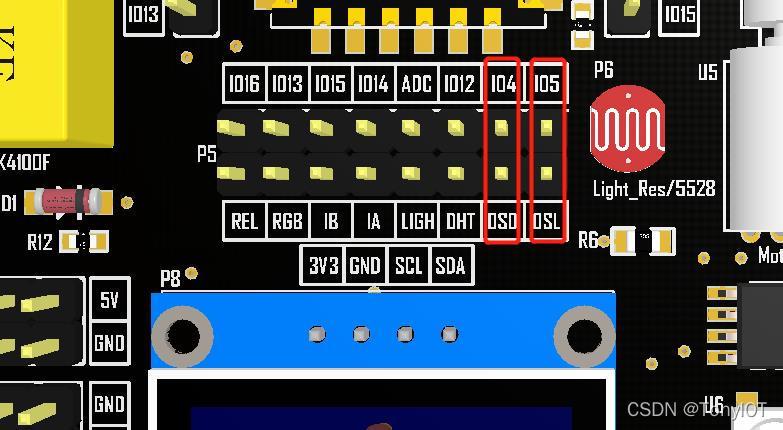 IO13
IO15
KE
IO16 IO13 IO15 IO14 ADC IO12 IO4 IO5
P6
U5
P5
X4100F
Light_Res/5528
D1
REL RGB IB IA LIGH DHT OSD OSL
R12
R6
3V3 GND SCL SDA
Mot
P8
5V
GND
GND
U6
CSDN @TonyIOT